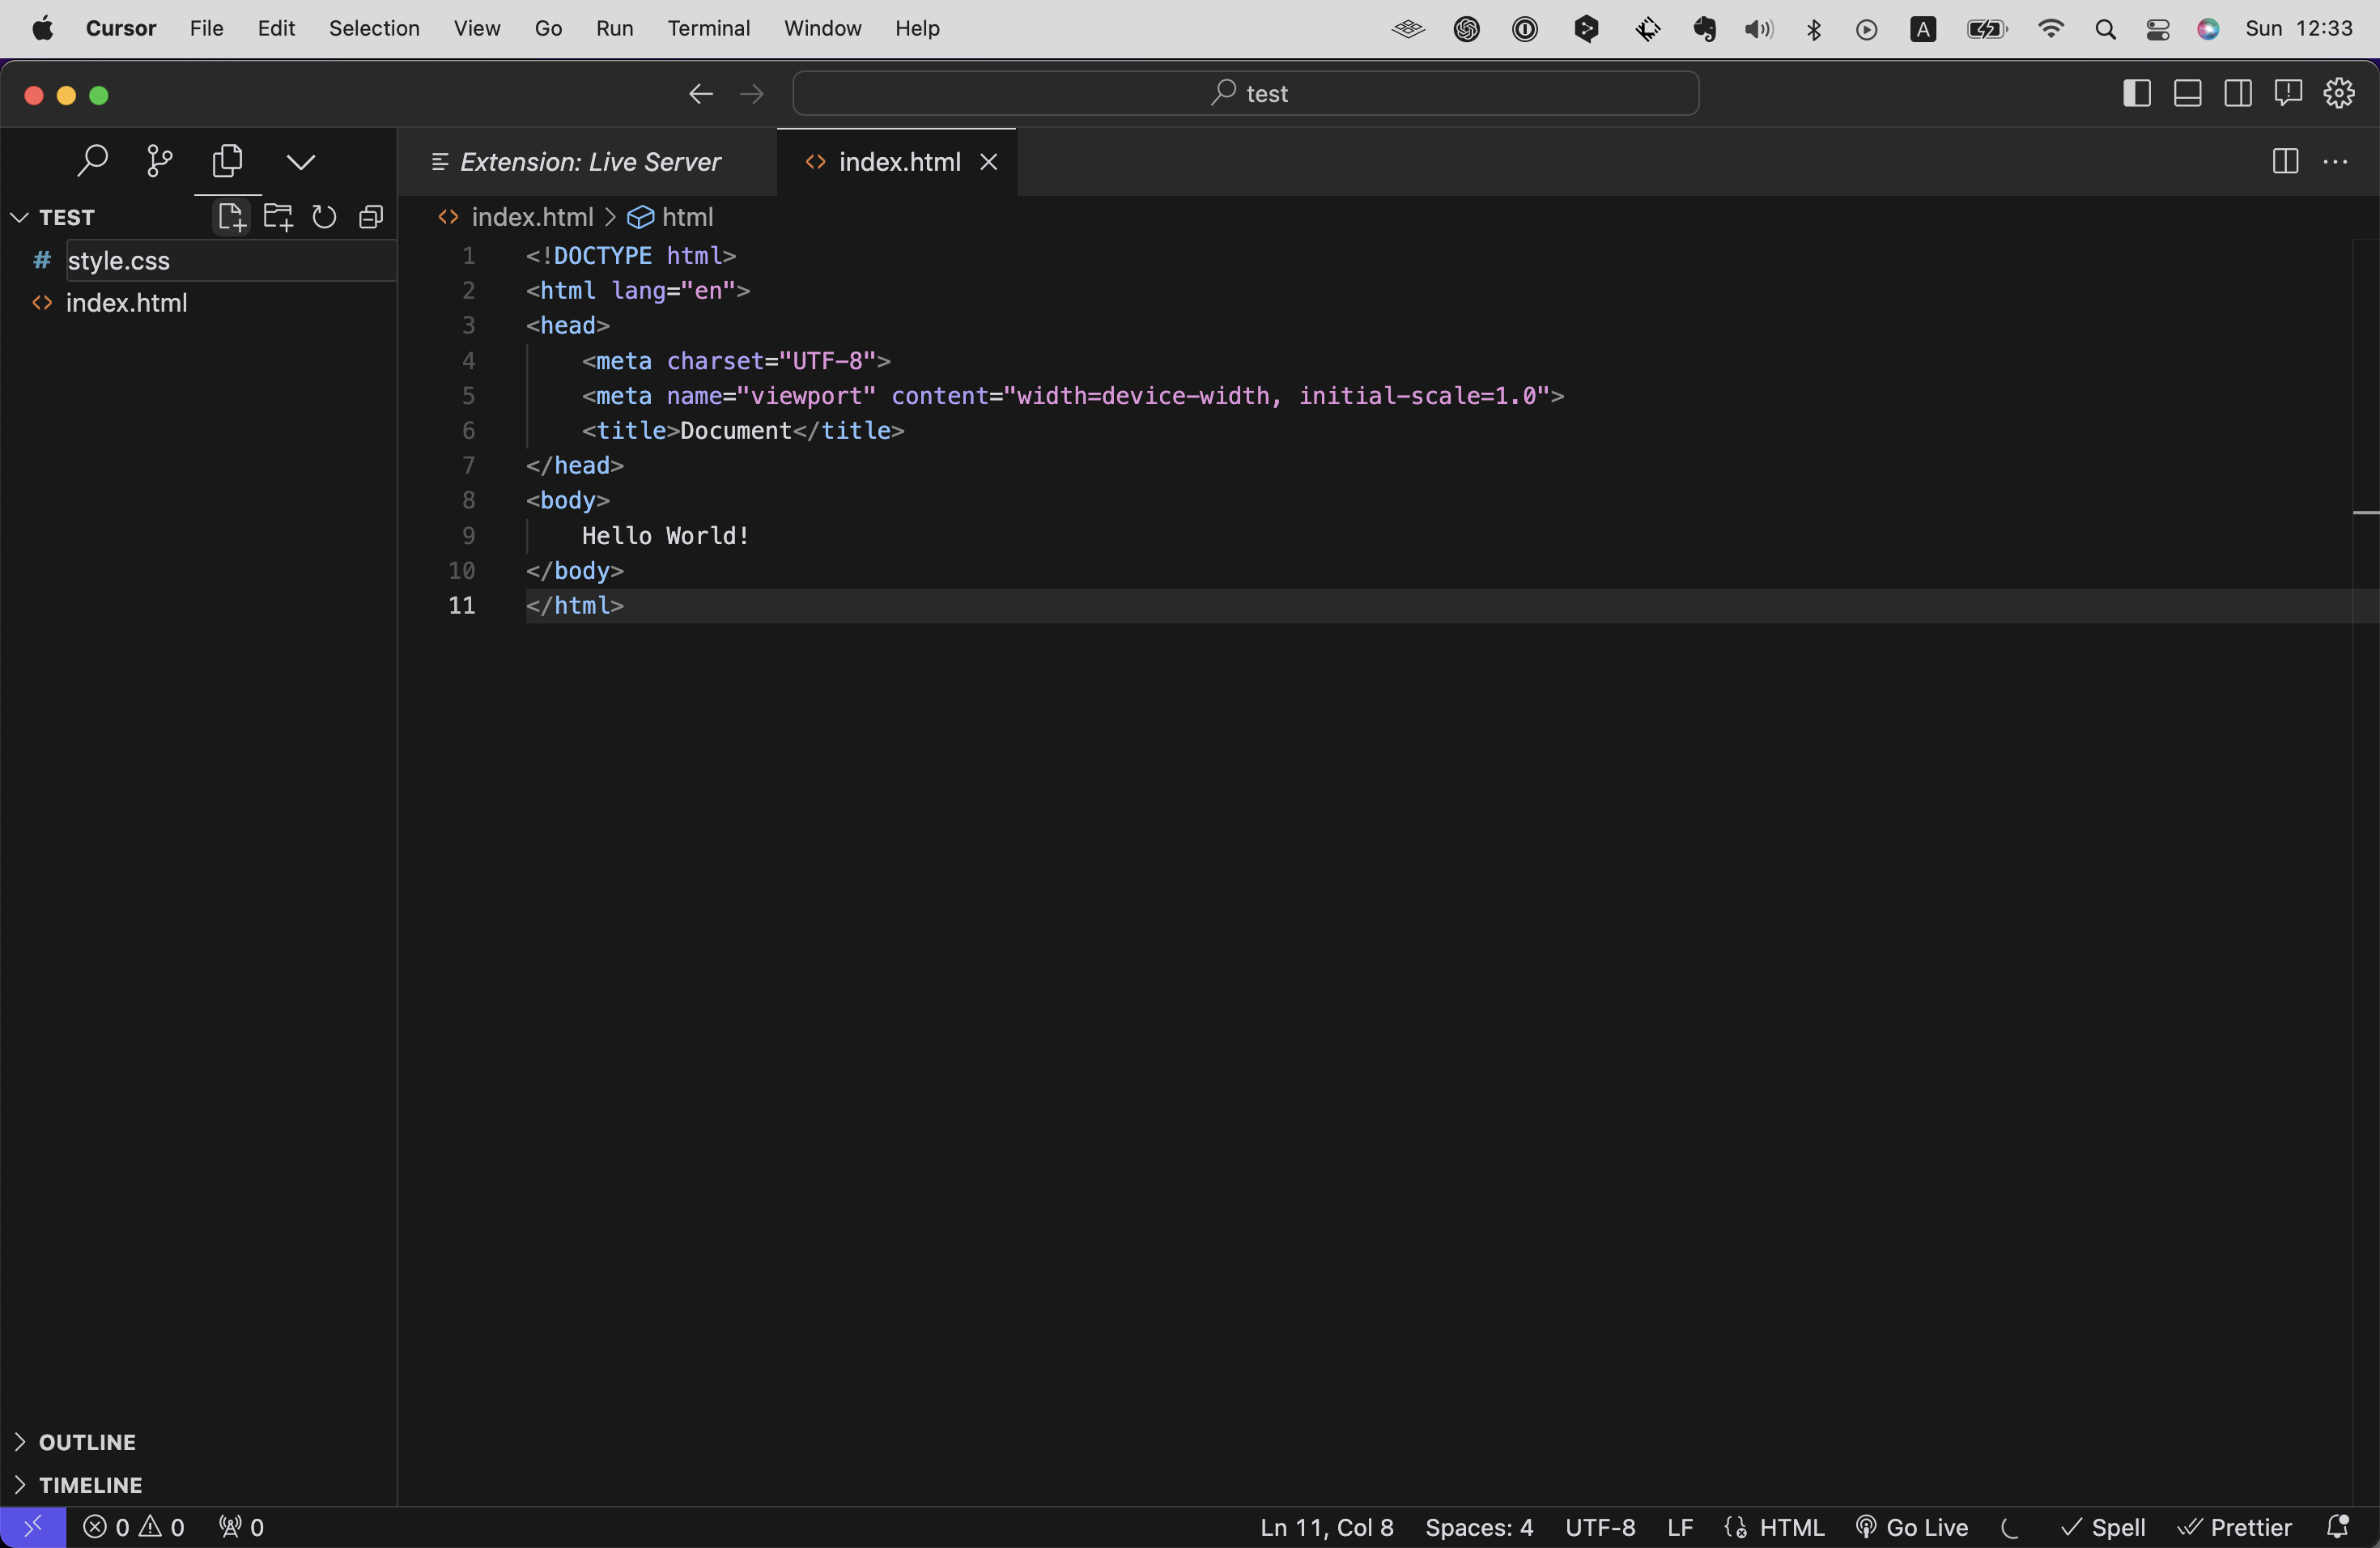 Cursor File Edit Selection View Go Run Terminal Window Help A Sun 12:33
test
Extension: Live Server index.html
TEST
index.html > html
# style.css
index.html
1 <!DOCTYPE html>
2 <html lang="en">
3 <head>
4 <meta charset="UTF-8">
5 <meta name="viewport" content="width=device-width, initial-scale=1.0">
6 <title>Document</title>
7 </head>
8 <body>
9 Hello World!
10 </body>
11 </html>
OUTLINE
TIMELINE
0 0 0 Ln 11, Col 8 Spaces: 4 UTF-8 LF HTML Go Live Spell Prettier